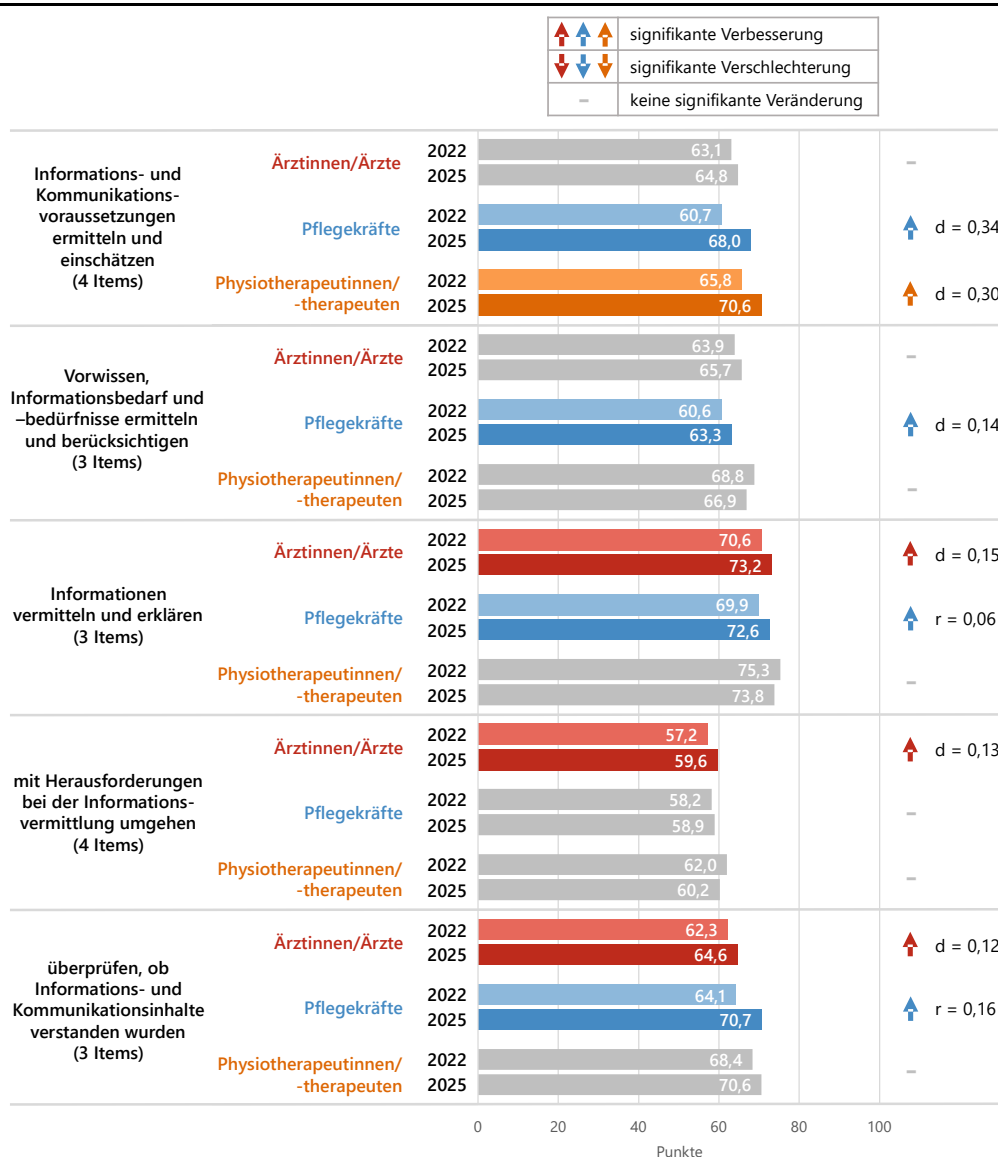 signifikante Verbesserung
signifikante Verschlechterung
– keine signifikante Veränderung
Informations- und
Kommunikations-
voraussetzungen
ermitteln und
einschätzen
(4 Items)
Ärztinnen/Ärzte
2022 63,1
2025 64,8
–
Pflegekräfte
2022 60,7
2025 68,0
d = 0,34
Physiotherapeutinnen/
-therapeuten
2022 65,8
2025 70,6
d = 0,30
Vorwissen,
Informationsbedarf und
–bedürfnisse ermitteln
und berücksichtigen
(3 Items)
Ärztinnen/Ärzte
2022 63,9
2025 65,7
–
Pflegekräfte
2022 60,6
2025 63,3
d = 0,14
Physiotherapeutinnen/
-therapeuten
2022 68,8
2025 66,9
–
Informationen
vermitteln und erklären
(3 Items)
Ärztinnen/Ärzte
2022 70,6
2025 73,2
d = 0,15
Pflegekräfte
2022 69,9
2025 72,6
r = 0,06
Physiotherapeutinnen/
-therapeuten
2022 75,3
2025 73,8
–
mit Herausforderungen
bei der Informations-
vermittlung umgehen
(4 Items)
Ärztinnen/Ärzte
2022 57,2
2025 59,6
d = 0,13
Pflegekräfte
2022 58,2
2025 58,9
–
Physiotherapeutinnen/
-therapeuten
2022 62,0
2025 60,2
–
überprüfen, ob
Informations- und
Kommunikationsinhalte
verstanden wurden
(3 Items)
Ärztinnen/Ärzte
2022 62,3
2025 64,6
d = 0,12
Pflegekräfte
2022 64,1
2025 70,7
r = 0,16
Physiotherapeutinnen/
-therapeuten
2022 68,4
2025 70,6
–
0 20 40 60 80 100
Punkte